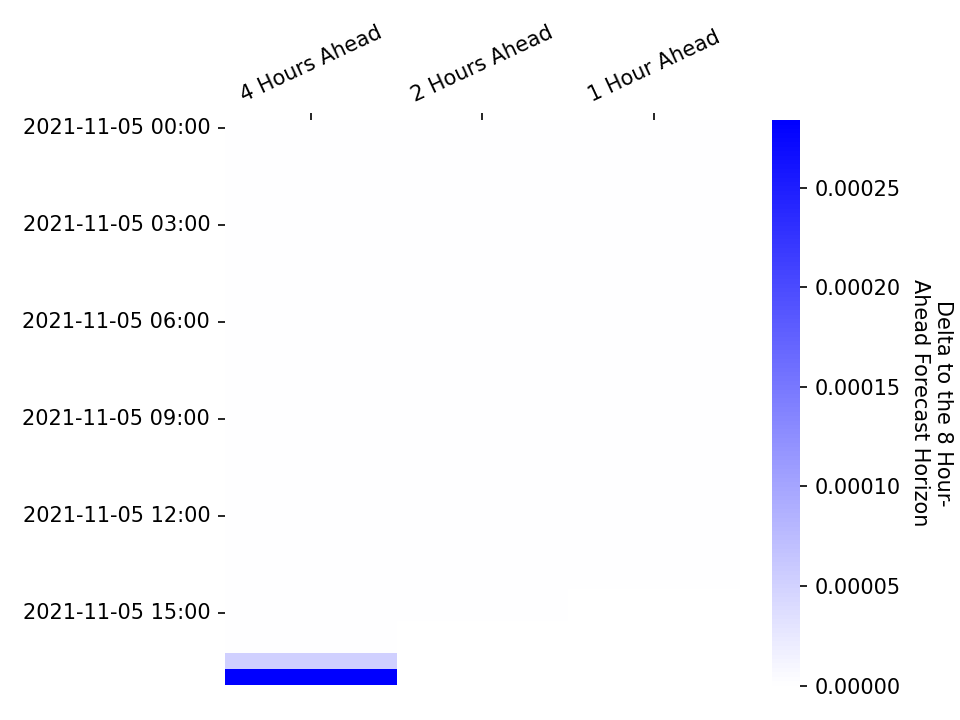 4 Hours Ahead
2 Hours Ahead
1 Hour Ahead
2021-11-05 00:00
2021-11-05 03:00
2021-11-05 06:00
2021-11-05 09:00
2021-11-05 12:00
2021-11-05 15:00
0.00025
0.00020
0.00015
0.00010
0.00005
0.00000
Delta to the 8 Hour-
Ahead Forecast Horizon